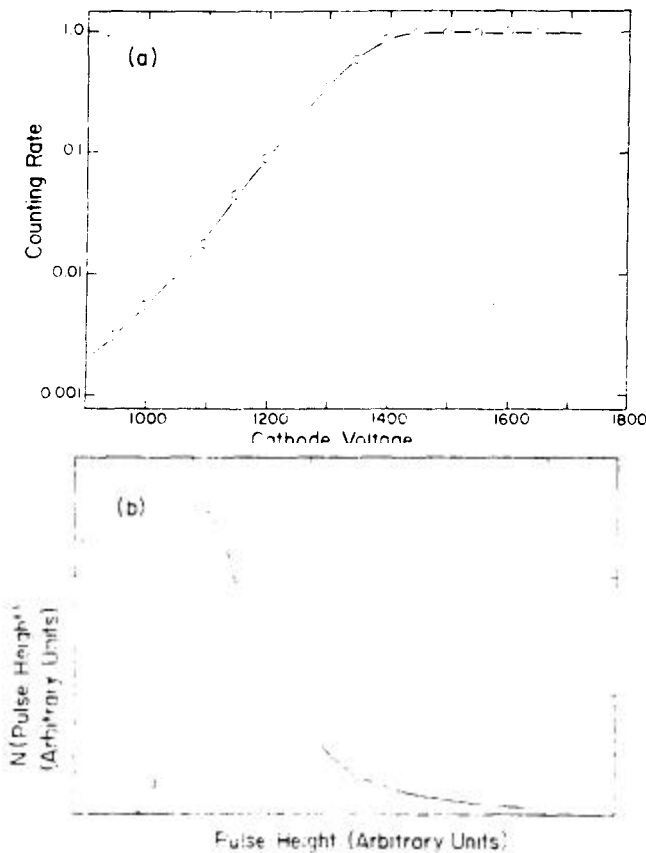 (a)
Counting Rate
1.0
0.1
0.01
0.001
1000 1200 1400 1600 1800
Cathode Voltage
(b)
N(Pulse Height)
(Arbitrary Units)
Pulse Height (Arbitrary Units)